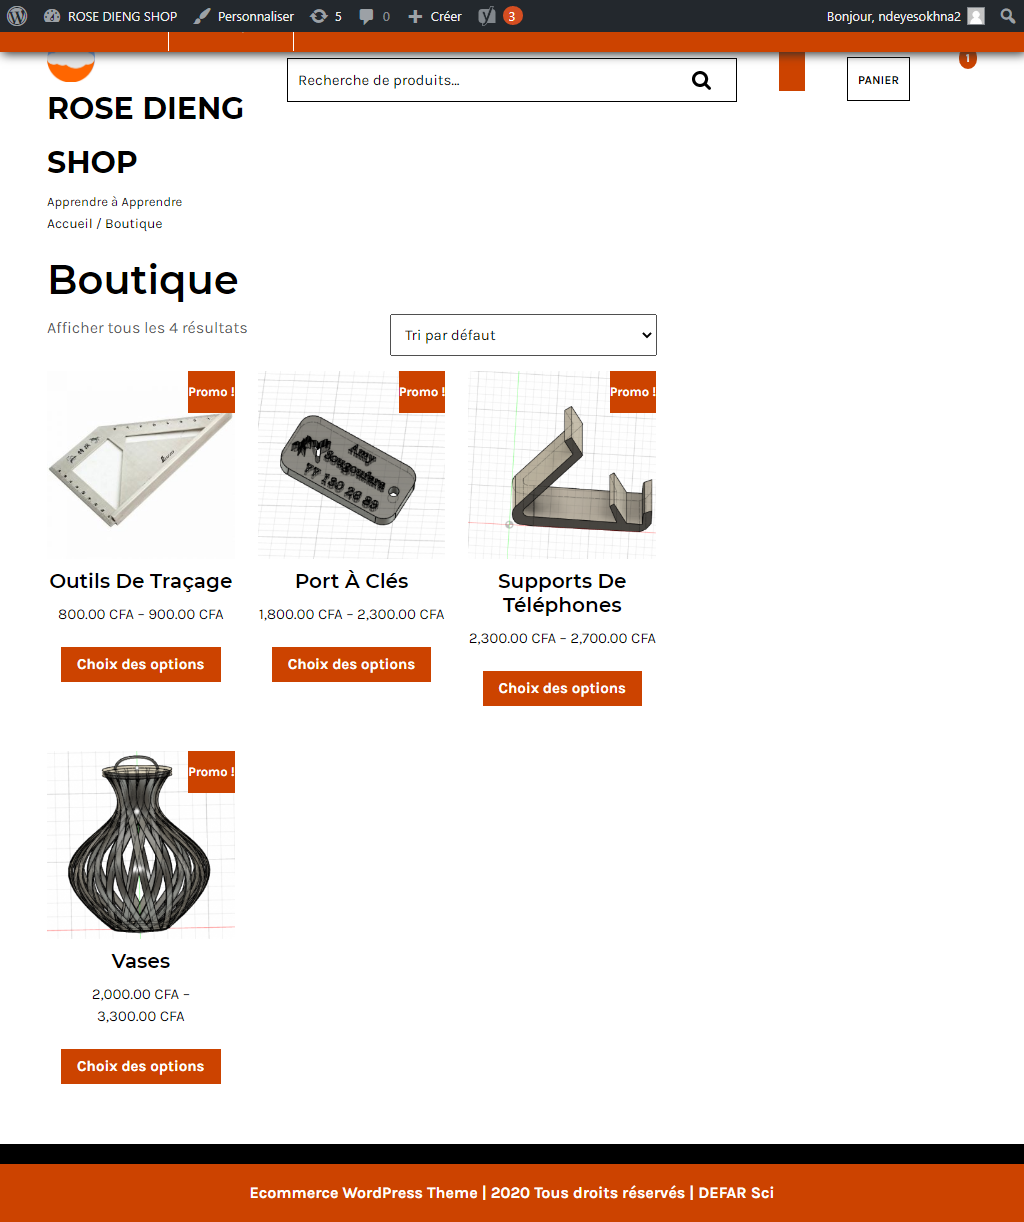 ROSE DIENG SHOP Personnaliser 5 0 Créer 3 Bonjour, ndeyesokhna2
Recherche de produits…
PANIER
1
ROSE DIENG
SHOP
Apprendre à Apprendre
Accueil / Boutique
Boutique
Afficher tous les 4 résultats
Tri par défaut
Promo !
Promo !
Amy
77 130 29 89
Promo !
Outils De Traçage
800.00 CFA – 900.00 CFA
Choix des options
Port À Clés
1,800.00 CFA – 2,300.00 CFA
Choix des options
Supports De
Téléphones
2,300.00 CFA – 2,700.00 CFA
Choix des options
Promo !
Vases
2,000.00 CFA –
3,300.00 CFA
Choix des options
Ecommerce WordPress Theme | 2020 Tous droits réservés | DEFAR Sci